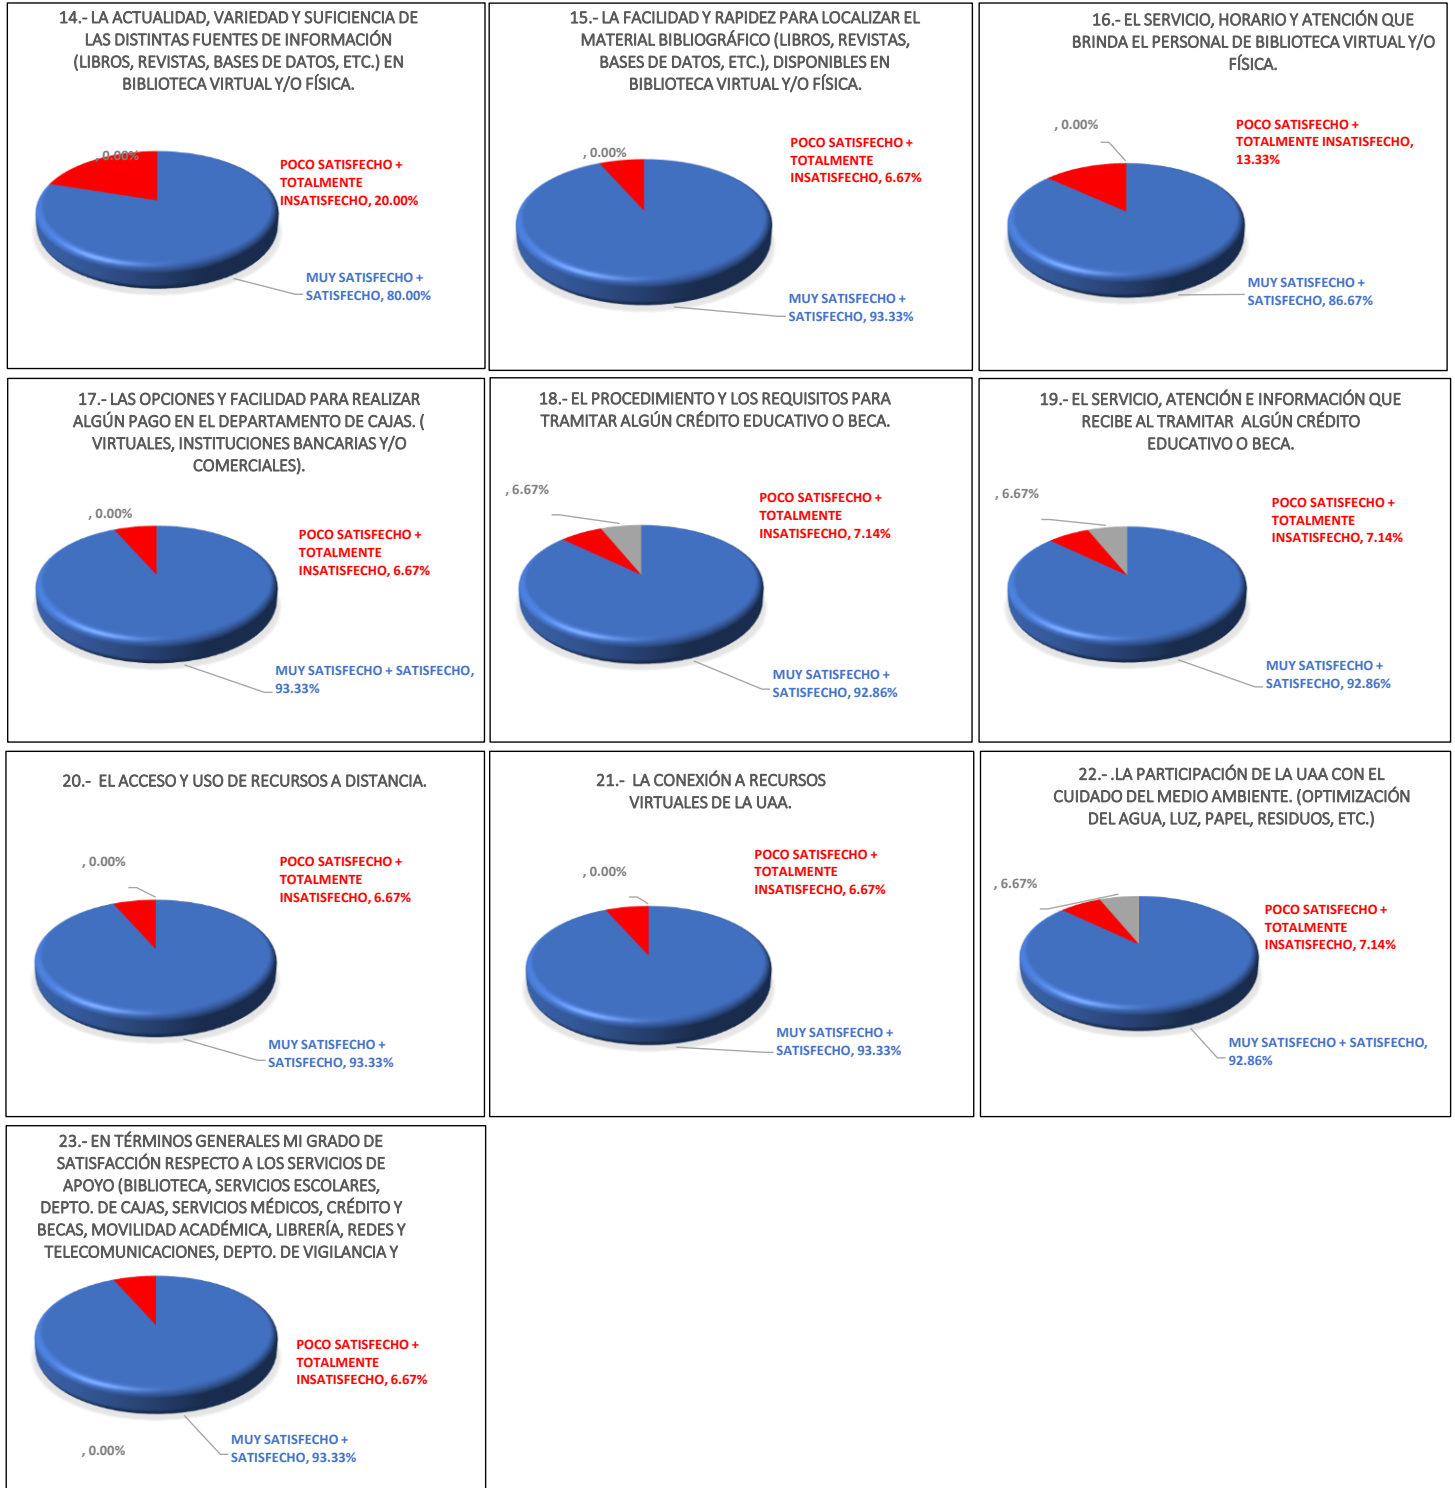 14.- LA ACTUALIDAD, VARIEDAD Y SUFICIENCIA DE
LAS DISTINTAS FUENTES DE INFORMACIÓN
(LIBROS, REVISTAS, BASES DE DATOS, ETC.) EN
BIBLIOTECA VIRTUAL Y/O FÍSICA.
, 0.00%
POCO SATISFECHO +
TOTALMENTE
INSATISFECHO, 20.00%
MUY SATISFECHO +
SATISFECHO, 80.00%
15.- LA FACILIDAD Y RAPIDEZ PARA LOCALIZAR EL
MATERIAL BIBLIOGRÁFICO (LIBROS, REVISTAS,
BASES DE DATOS, ETC.), DISPONIBLES EN
BIBLIOTECA VIRTUAL Y/O FÍSICA.
, 0.00%
POCO SATISFECHO +
TOTALMENTE
INSATISFECHO, 6.67%
MUY SATISFECHO +
SATISFECHO, 93.33%
16.- EL SERVICIO, HORARIO Y ATENCIÓN QUE
BRINDA EL PERSONAL DE BIBLIOTECA VIRTUAL Y/O
FÍSICA.
, 0.00%
POCO SATISFECHO +
TOTALMENTE INSATISFECHO,
13.33%
MUY SATISFECHO +
SATISFECHO, 86.67%
17.- LAS OPCIONES Y FACILIDAD PARA REALIZAR
ALGÚN PAGO EN EL DEPARTAMENTO DE CAJAS. (
VIRTUALES, INSTITUCIONES BANCARIAS Y/O
COMERCIALES).
, 0.00%
POCO SATISFECHO +
TOTALMENTE
INSATISFECHO, 6.67%
MUY SATISFECHO + SATISFECHO,
93.33%
18.- EL PROCEDIMIENTO Y LOS REQUISITOS PARA
TRAMITAR ALGÚN CRÉDITO EDUCATIVO O BECA.
, 6.67%
POCO SATISFECHO +
TOTALMENTE
INSATISFECHO, 7.14%
MUY SATISFECHO +
SATISFECHO, 92.86%
19.- EL SERVICIO, ATENCIÓN E INFORMACIÓN QUE
RECIBE AL TRAMITAR ALGÚN CRÉDITO
EDUCATIVO O BECA.
, 6.67%
POCO SATISFECHO +
TOTALMENTE
INSATISFECHO, 7.14%
MUY SATISFECHO +
SATISFECHO, 92.86%
20.- EL ACCESO Y USO DE RECURSOS A DISTANCIA.
, 0.00%
POCO SATISFECHO +
TOTALMENTE
INSATISFECHO, 6.67%
MUY SATISFECHO +
SATISFECHO, 93.33%
21.- LA CONEXIÓN A RECURSOS
VIRTUALES DE LA UAA.
, 0.00%
POCO SATISFECHO +
TOTALMENTE
INSATISFECHO, 6.67%
MUY SATISFECHO +
SATISFECHO, 93.33%
22.- .LA PARTICIPACIÓN DE LA UAA CON EL
CUIDADO DEL MEDIO AMBIENTE. (OPTIMIZACIÓN
DEL AGUA, LUZ, PAPEL, RESIDUOS, ETC.)
, 6.67%
POCO SATISFECHO +
TOTALMENTE
INSATISFECHO, 7.14%
MUY SATISFECHO + SATISFECHO,
92.86%
23.- EN TÉRMINOS GENERALES MI GRADO DE
SATISFACCIÓN RESPECTO A LOS SERVICIOS DE
APOYO (BIBLIOTECA, SERVICIOS ESCOLARES,
DEPTO. DE CAJAS, SERVICIOS MÉDICOS, CRÉDITO Y
BECAS, MOVILIDAD ACADÉMICA, LIBRERÍA, REDES Y
TELECOMUNICACIONES, DEPTO. DE VIGILANCIA Y
POCO SATISFECHO +
TOTALMENTE
INSATISFECHO, 6.67%
MUY SATISFECHO +
SATISFECHO, 93.33%
, 0.00%